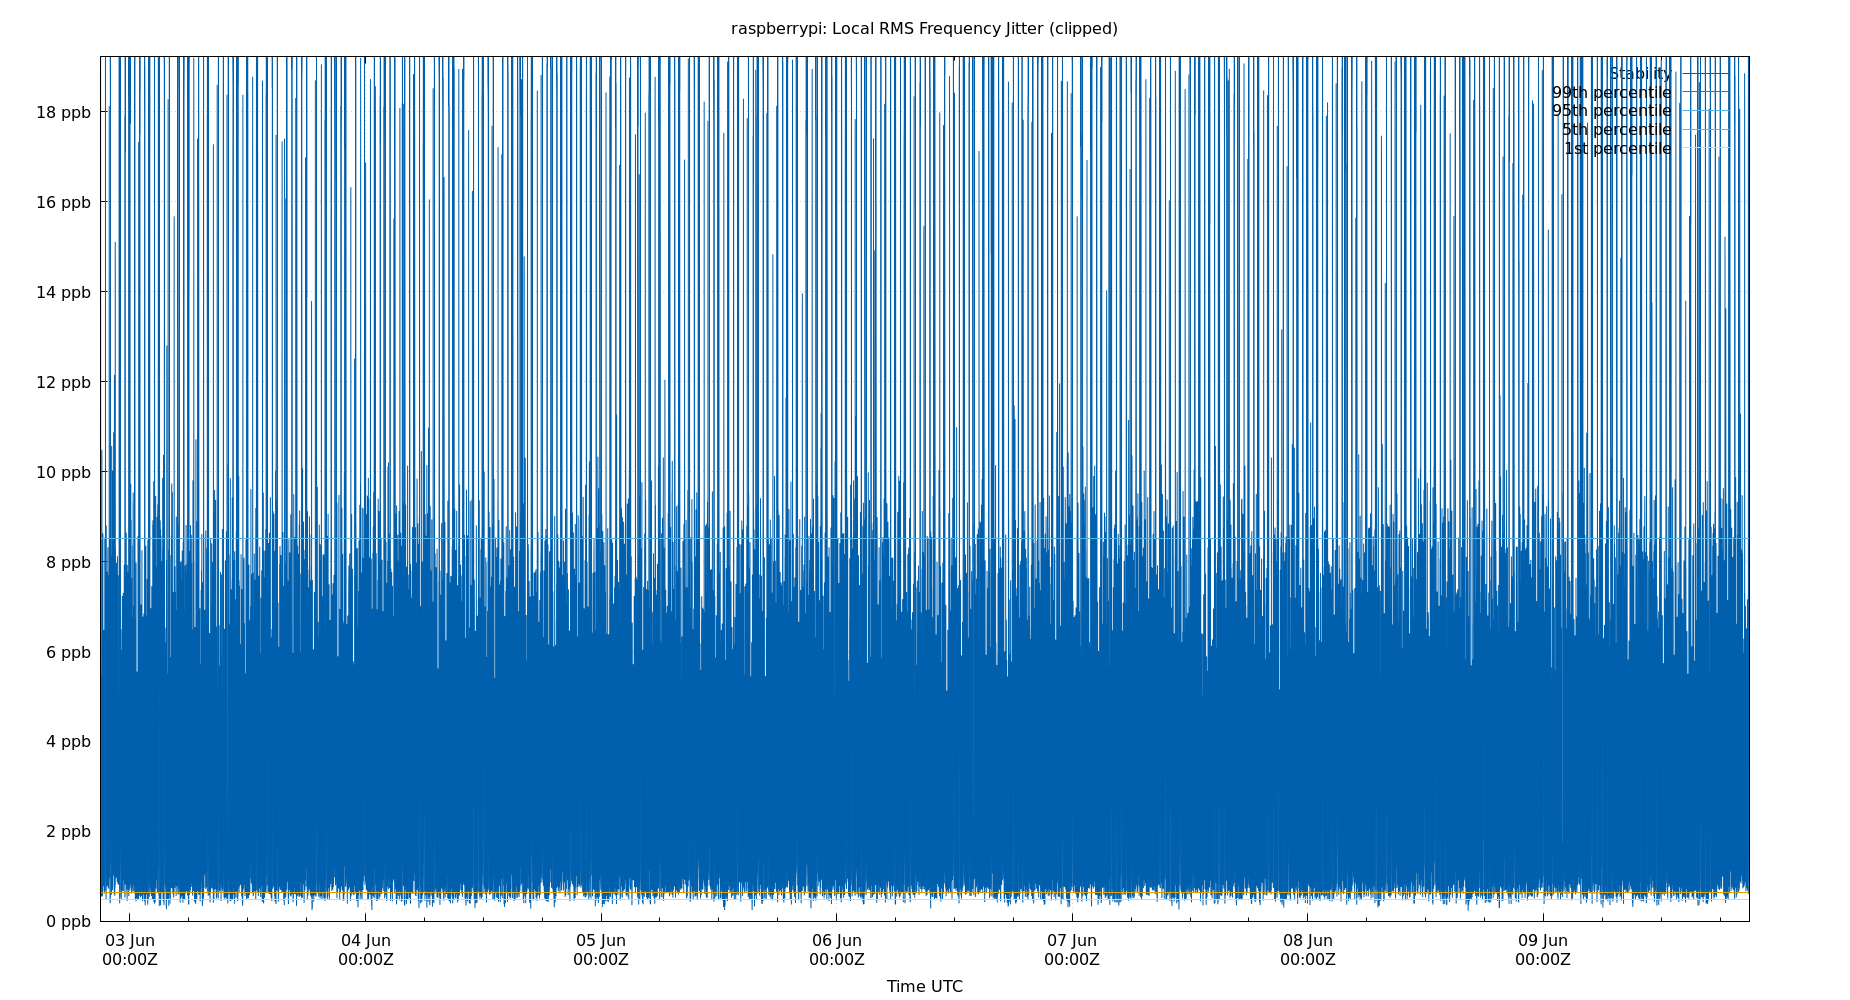 raspberrypi: Local RMS Frequency Jitter (clipped)
Stability
99th percentile
95th percentile
5th percentile
1st percentile
18 ppb
16 ppb
14 ppb
12 ppb
10 ppb
8 ppb
6 ppb
4 ppb
2 ppb
0 ppb
03 Jun 04 Jun 05 Jun 06 Jun 07 Jun 08 Jun 09 Jun
00:00Z 00:00Z 00:00Z 00:00Z 00:00Z 00:00Z 00:00Z
Time UTC